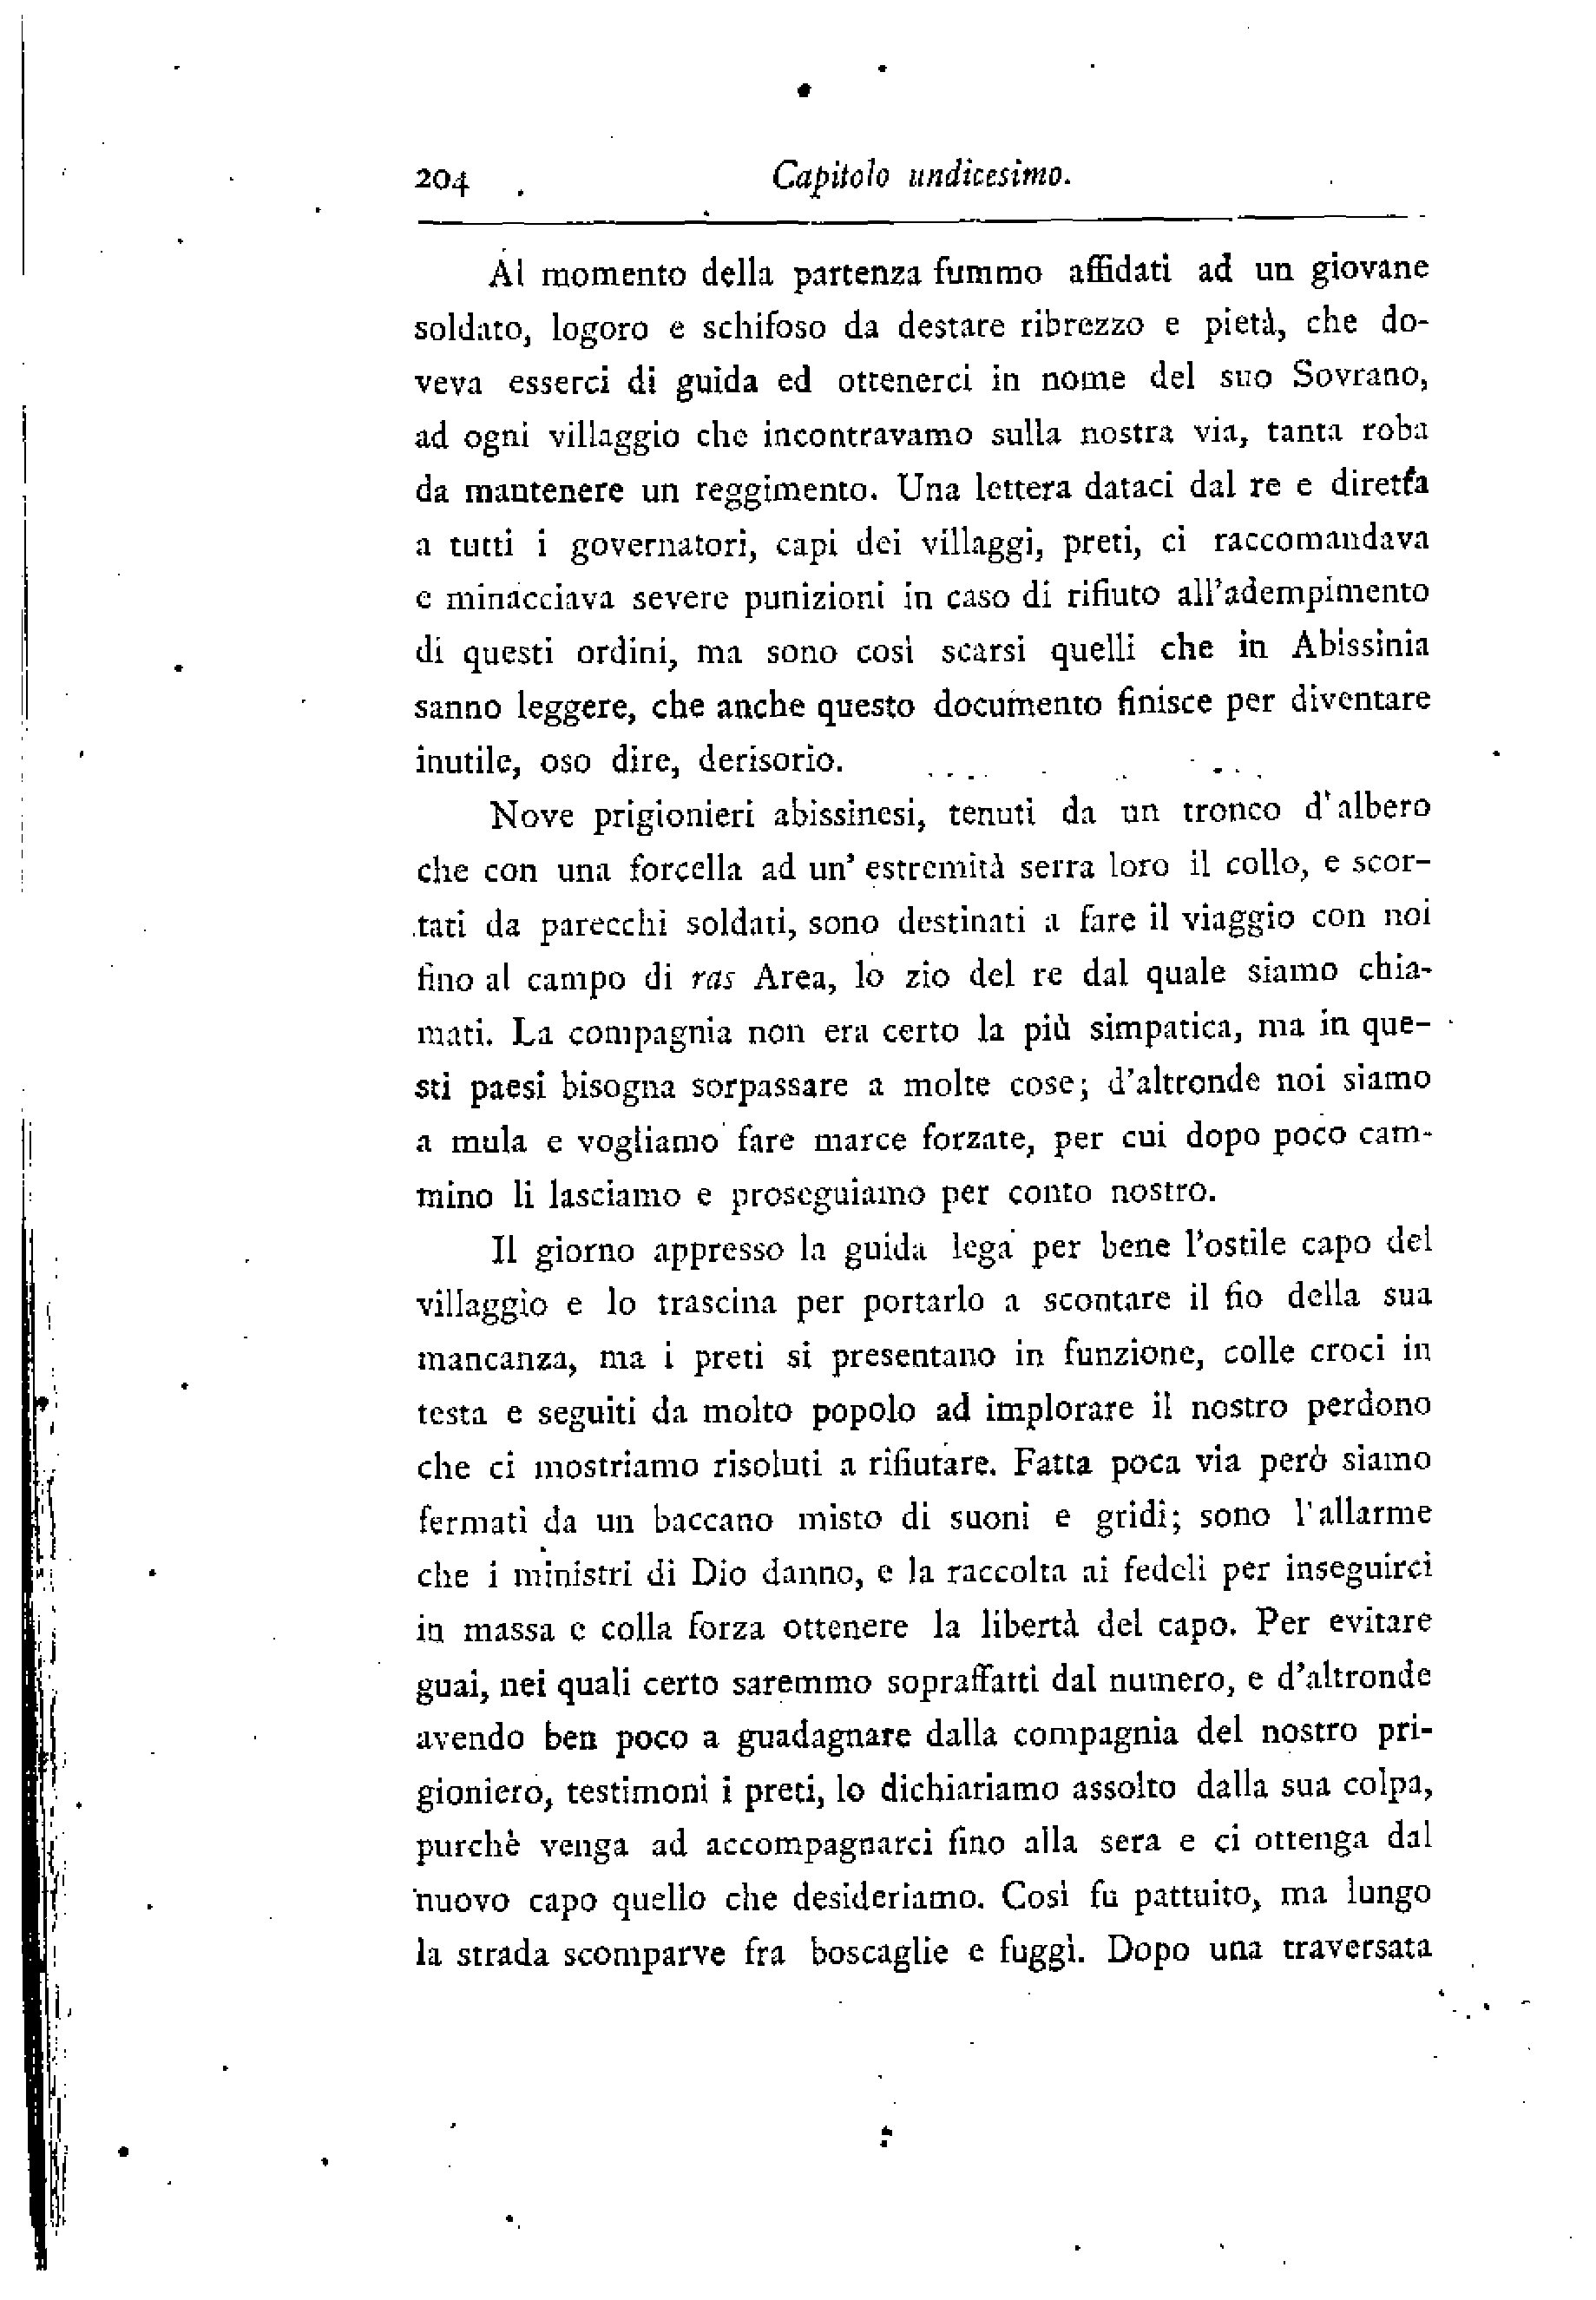 204 Capitolo undicesimo.
Al momento della partenza fummo affidati ad un giovane
soldato, logoro e schifoso da destare ribrezzo e pietà, che do-
veva esserci di guida ed ottenerci in nome del suo Sovrano,
ad ogni villaggio che incontravamo sulla nostra via, tanta roba
da mantenere un reggimento. Una lettera dataci dal re e diretta
a tutti i governatori, capi dei villaggi, preti, ci raccomandava
e minacciava severe punizioni in caso di rifiuto all'adempimento
di questi ordini, ma sono così scarsi quelli che in Abissinia
sanno leggere, che anche questo documento finisce per diventare
inutile, oso dire, derisorio.
Nove prigionieri abissinesi, tenuti da un tronco d'albero
che con una forcella ad un' estremità serra loro il collo, e scor-
tati da parecchi soldati, sono destinati a fare il viaggio con noi
fino al campo di ras Area, lo zio del re dal quale siamo chia-
mati. La compagnia non era certo la più simpatica, ma in que-
sti paesi bisogna sorpassare a molte cose; d'altronde noi siamo
a mula e vogliamo fare marce forzate, per cui dopo poco cam-
mino li lasciamo e proseguiamo per conto nostro.
Il giorno appresso la guida lega per bene l'ostile capo del
villaggio e lo trascina per portarlo a scontare il fio della sua
mancanza, ma i preti si presentano in funzione, colle croci in
testa e seguiti da molto popolo ad implorare il nostro perdono
che ci mostriamo risoluti a rifiutare. Fatta poca via però siamo
fermati da un baccano misto di suoni e gridi; sono l'allarme
che i ministri di Dio danno, e la raccolta ai fedeli per inseguirci
in massa e colla forza ottenere la libertà del capo. Per evitare
guai, nei quali certo saremmo sopraffatti dal numero, e d'altronde
avendo ben poco a guadagnare dalla compagnia del nostro pri-
gioniero, testimoni i preti, lo dichiariamo assolto dalla sua colpa,
purchè venga ad accompagnarci fino alla sera e ci ottenga dal
nuovo capo quello che desideriamo. Così fu pattuito, ma lungo
la strada scomparve fra boscaglie e fuggì. Dopo una traversata